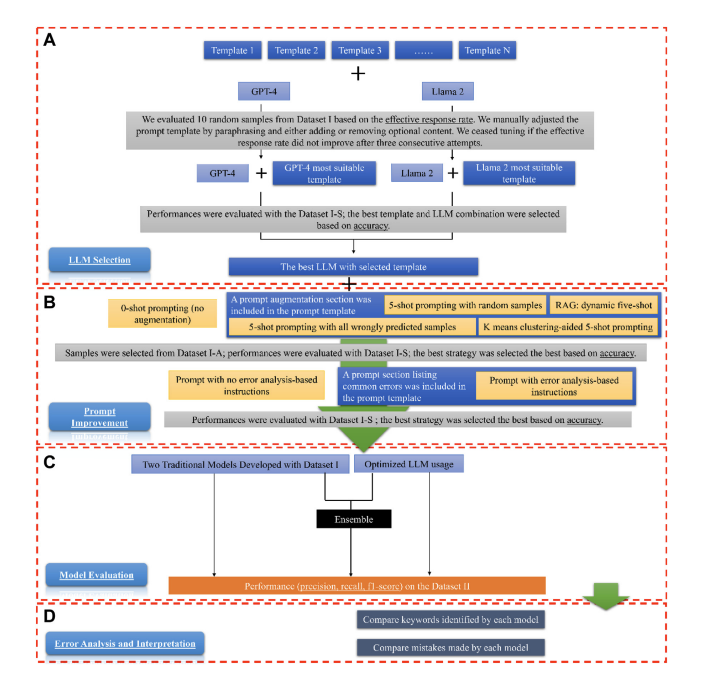 A
Template 1
Template 2
Template 3
......
Template N
+
GPT-4
Llama 2
We evaluated 10 random samples from Dataset I based on the effective response rate. We manually adjusted the
prompt template by paraphrasing and either adding or removing optional content. We ceased tuning if the effective
response rate did not improve after three consecutive attempts.
GPT-4
+
GPT-4 most suitable
template
Llama 2
+
Llama 2 most suitable
template
Performances were evaluated with the Dataset I-S; the best template and LLM combination were selected
based on accuracy.
LLM Selection
The best LLM with selected template
+
B
0-shot prompting (no
augmentation)
A prompt augmentation section was
included in the prompt template
5-shot prompting with random samples
RAG: dynamic five-shot
5-shot prompting with all wrongly predicted samples
K means clustering-aided 5-shot prompting
Samples were selected from Dataset I-A; performances were evaluated with Dataset I-S; the best strategy was selected the best based on accuracy.
Prompt with no error analysis-based
instructions
A prompt section listing
common errors was included in
the prompt template
Prompt with error analysis-based
instructions
Prompt
Improvement
Performances were evaluated with Dataset I-S ; the best strategy was selected the best based on accuracy.
C
Two Traditional Models Developed with Dataset I
Optimized LLM usage
Ensemble
Model Evaluation
Performance (precision, recall, f1-score) on the Dataset II
D
Compare keywords identified by each model
Error Analysis and Interpretation
Compare mistakes made by each model